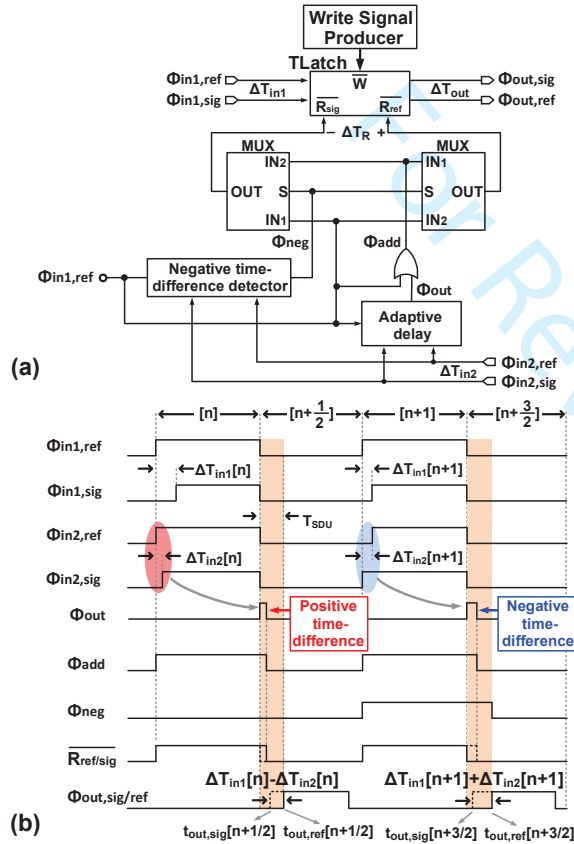 Write Signal
Producer
TLatch
Φin1,ref
Φin1,sig
ΔTin1
W
Rsig
Rref
ΔTout
Φout,sig
Φout,ref
− ΔTR +
MUX
MUX
IN2
IN1
OUT
S
S
OUT
IN1
IN2
Φneg
Φadd
Φin1,ref
Negative time-
difference detector
Φout
Adaptive
delay
Φin2,ref
ΔTin2
Φin2,sig
(a)
For Re
[n]
[n+1/2]
[n+1]
[n+3/2]
Φin1,ref
ΔTin1[n]
ΔTin1[n+1]
Φin1,sig
TSDU
Φin2,ref
ΔTin2[n]
ΔTin2[n+1]
Φin2,sig
Φout
Positive
time-
difference
Negative
time-
difference
Φadd
Φneg
Rref/sig
ΔTin1[n]-ΔTin2[n]
ΔTin1[n+1]+ΔTin2[n+1]
Φout,sig/ref
(b)
tout,sig[n+1/2]
tout,ref[n+1/2]
tout,sig[n+3/2]
tout,ref[n+3/2]